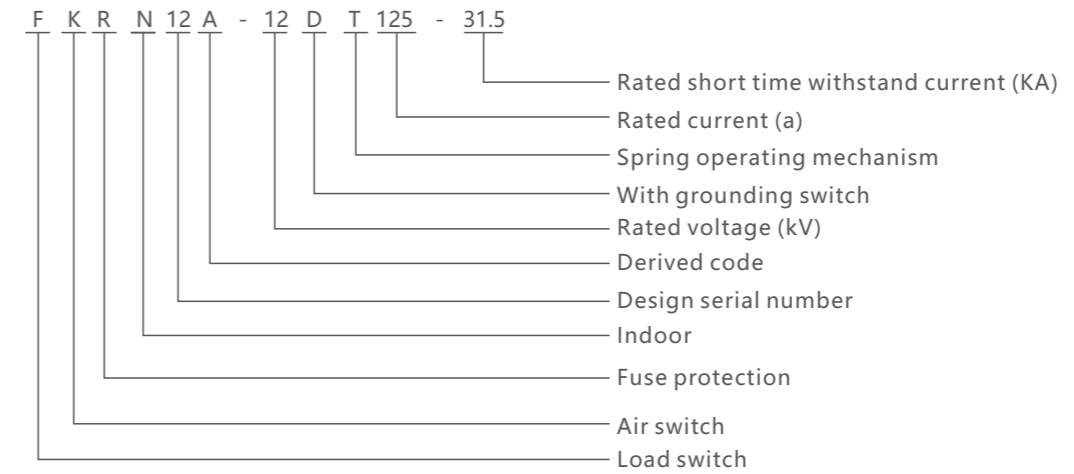 F K R N 12 A - 12 D T 125 - 31.5
Rated short time withstand current (KA)
Rated current (a)
Spring operating mechanism
With grounding switch
Rated voltage (kV)
Derived code
Design serial number
Indoor
Fuse protection
Air switch
Load switch